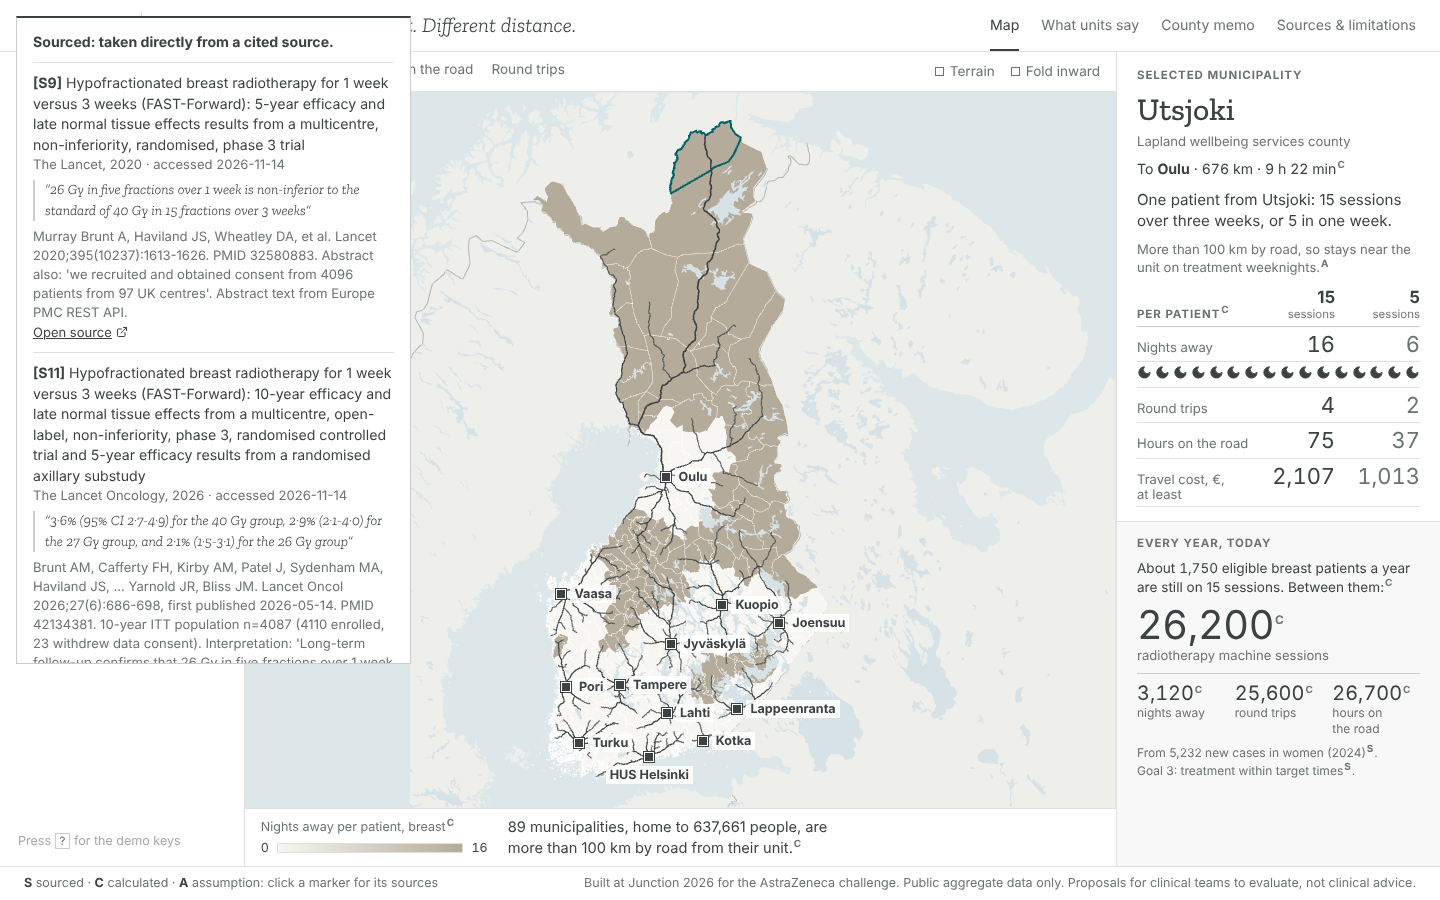 . Different distance.
Map
What units say
County memo
Sources & limitations
Sourced: taken directly from a cited source.
[S9] Hypofractionated breast radiotherapy for 1 week
versus 3 weeks (FAST-Forward): 5-year efficacy and
late normal tissue effects results from a multicentre,
non-inferiority, randomised, phase 3 trial
The Lancet, 2020 · accessed 2026-11-14
"26 Gy in five fractions over 1 week is non-inferior to the
standard of 40 Gy in 15 fractions over 3 weeks"
Murray Brunt A, Haviland JS, Wheatley DA, et al. Lancet
2020;395(10237):1613-1626. PMID 32580883. Abstract
also: 'we recruited and obtained consent from 4096
patients from 97 UK centres'. Abstract text from Europe
PMC REST API.
Open source
[S11] Hypofractionated breast radiotherapy for 1 week
versus 3 weeks (FAST-Forward): 10-year efficacy and
late normal tissue effects from a multicentre, open-
label, non-inferiority, phase 3, randomised controlled
trial and 5-year efficacy results from a randomised
axillary substudy
The Lancet Oncology, 2026 · accessed 2026-11-14
"3·6% (95% CI 2·7-4·9) for the 40 Gy group, 2·9% (2·1-4·0) for
the 27 Gy group, and 2·1% (1·5-3·1) for the 26 Gy group"
Brunt AM, Cafferty FH, Kirby AM, Patel J, Sydenham MA,
Haviland JS, ... Yarnold JR, Bliss JM. Lancet Oncol
2026;27(6):686-698, first published 2026-05-14. PMID
42134381. 10-year ITT population n=4087 (4110 enrolled,
23 withdrew data consent). Interpretation: 'Long-term
follow-up confirms that 26 Gy in five fractions over 1 week
n the road
Round trips
Terrain
Fold inward
Oulu
Vaasa
Kuopio
Joensuu
Jyväskylä
Pori
Tampere
Lahti
Lappeenranta
Turku
Kotka
HUS Helsinki
Nights away per patient, breast C
0
16
89 municipalities, home to 637,661 people, are
more than 100 km by road from their unit. C
SELECTED MUNICIPALITY
Utsjoki
Lapland wellbeing services county
To Oulu · 676 km · 9 h 22 min C
One patient from Utsjoki: 15 sessions
over three weeks, or 5 in one week.
More than 100 km by road, so stays near the
unit on treatment weeknights. A
PER PATIENT C
15 sessions
5 sessions
Nights away 16 6
Round trips 4 2
Hours on the road 75 37
Travel cost, €, at least 2,107 1,013
EVERY YEAR, TODAY
About 1,750 eligible breast patients a year
are still on 15 sessions. Between them: C
26,200 C
radiotherapy machine sessions
3,120 C nights away
25,600 C round trips
26,700 C hours on the road
From 5,232 new cases in women (2024) S.
Goal 3: treatment within target times S.
Press ? for the demo keys
S sourced · C calculated · A assumption: click a marker for its sources
Built at Junction 2026 for the AstraZeneca challenge. Public aggregate data only. Proposals for clinical teams to evaluate, not clinical advice.